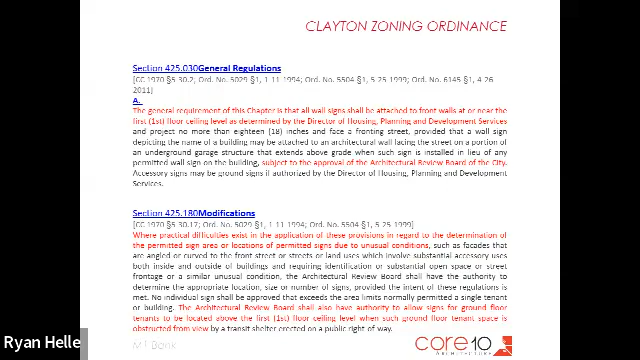 CLAYTON ZONING ORDINANCE
Section 425.030General Regulations
[CC 1970 §5-30.2, Ord. No. 5029 §1, 1-11-1994; Ord. No. 5504 §1, 5-25-1999; Ord. No. 6145 §1, 4-26
2011]
A.
The general requirement of this Chapter is that all wall signs shall be attached to front walls at or near the
first (1st) floor ceiling level as determined by the Director of Housing, Planning and Development Services
and project no more than eighteen (18) inches and face a fronting street, provided that a wall sign
depicting the name of a building may be attached to an architectural wall lacing the street on a portion of
an underground garage structure that extends above grade when such sign is installed in lieu of any
permitted wall sign on the building, subject to the approval of the Architectural Review Board of the City.
Accessory signs may be ground signs if authorized by the Director of Housing, Planning and Development
Services.
Section 425.180Modifications
[CC 1970 §5-30.17; Ord. No. 5029 §1, 1-11-1994; Ord. No. 5504 §1, 5-25-1999]
Where practical difficulties exist in the application of these provisions in regard to the determination of
the permitted sign area or locations of permitted signs due to unusual conditions, such as facades that
are angled or curved to the front street or streets or land uses which involve substantial accessory uses
both inside and outside of buildings and requiring identification or substantial open space or street
frontage or a similar unusual condition, the Architectural Review Board shall have the authority to
determine the appropriate location, size or number of signs, provided the intent of these regulations is
met. No individual sign shall be approved that exceeds the area limits normally permitted a single tenant
or building. The Architectural Review Board shall also have authority to allow signs for ground floor
tenants to be located above the first (1st) floor ceiling level when such ground floor tenant space is
obstructed from view by a transit shelter erected on a public right of way.
M1 Bank
core10
ARCHITECTURE
Ryan Helle